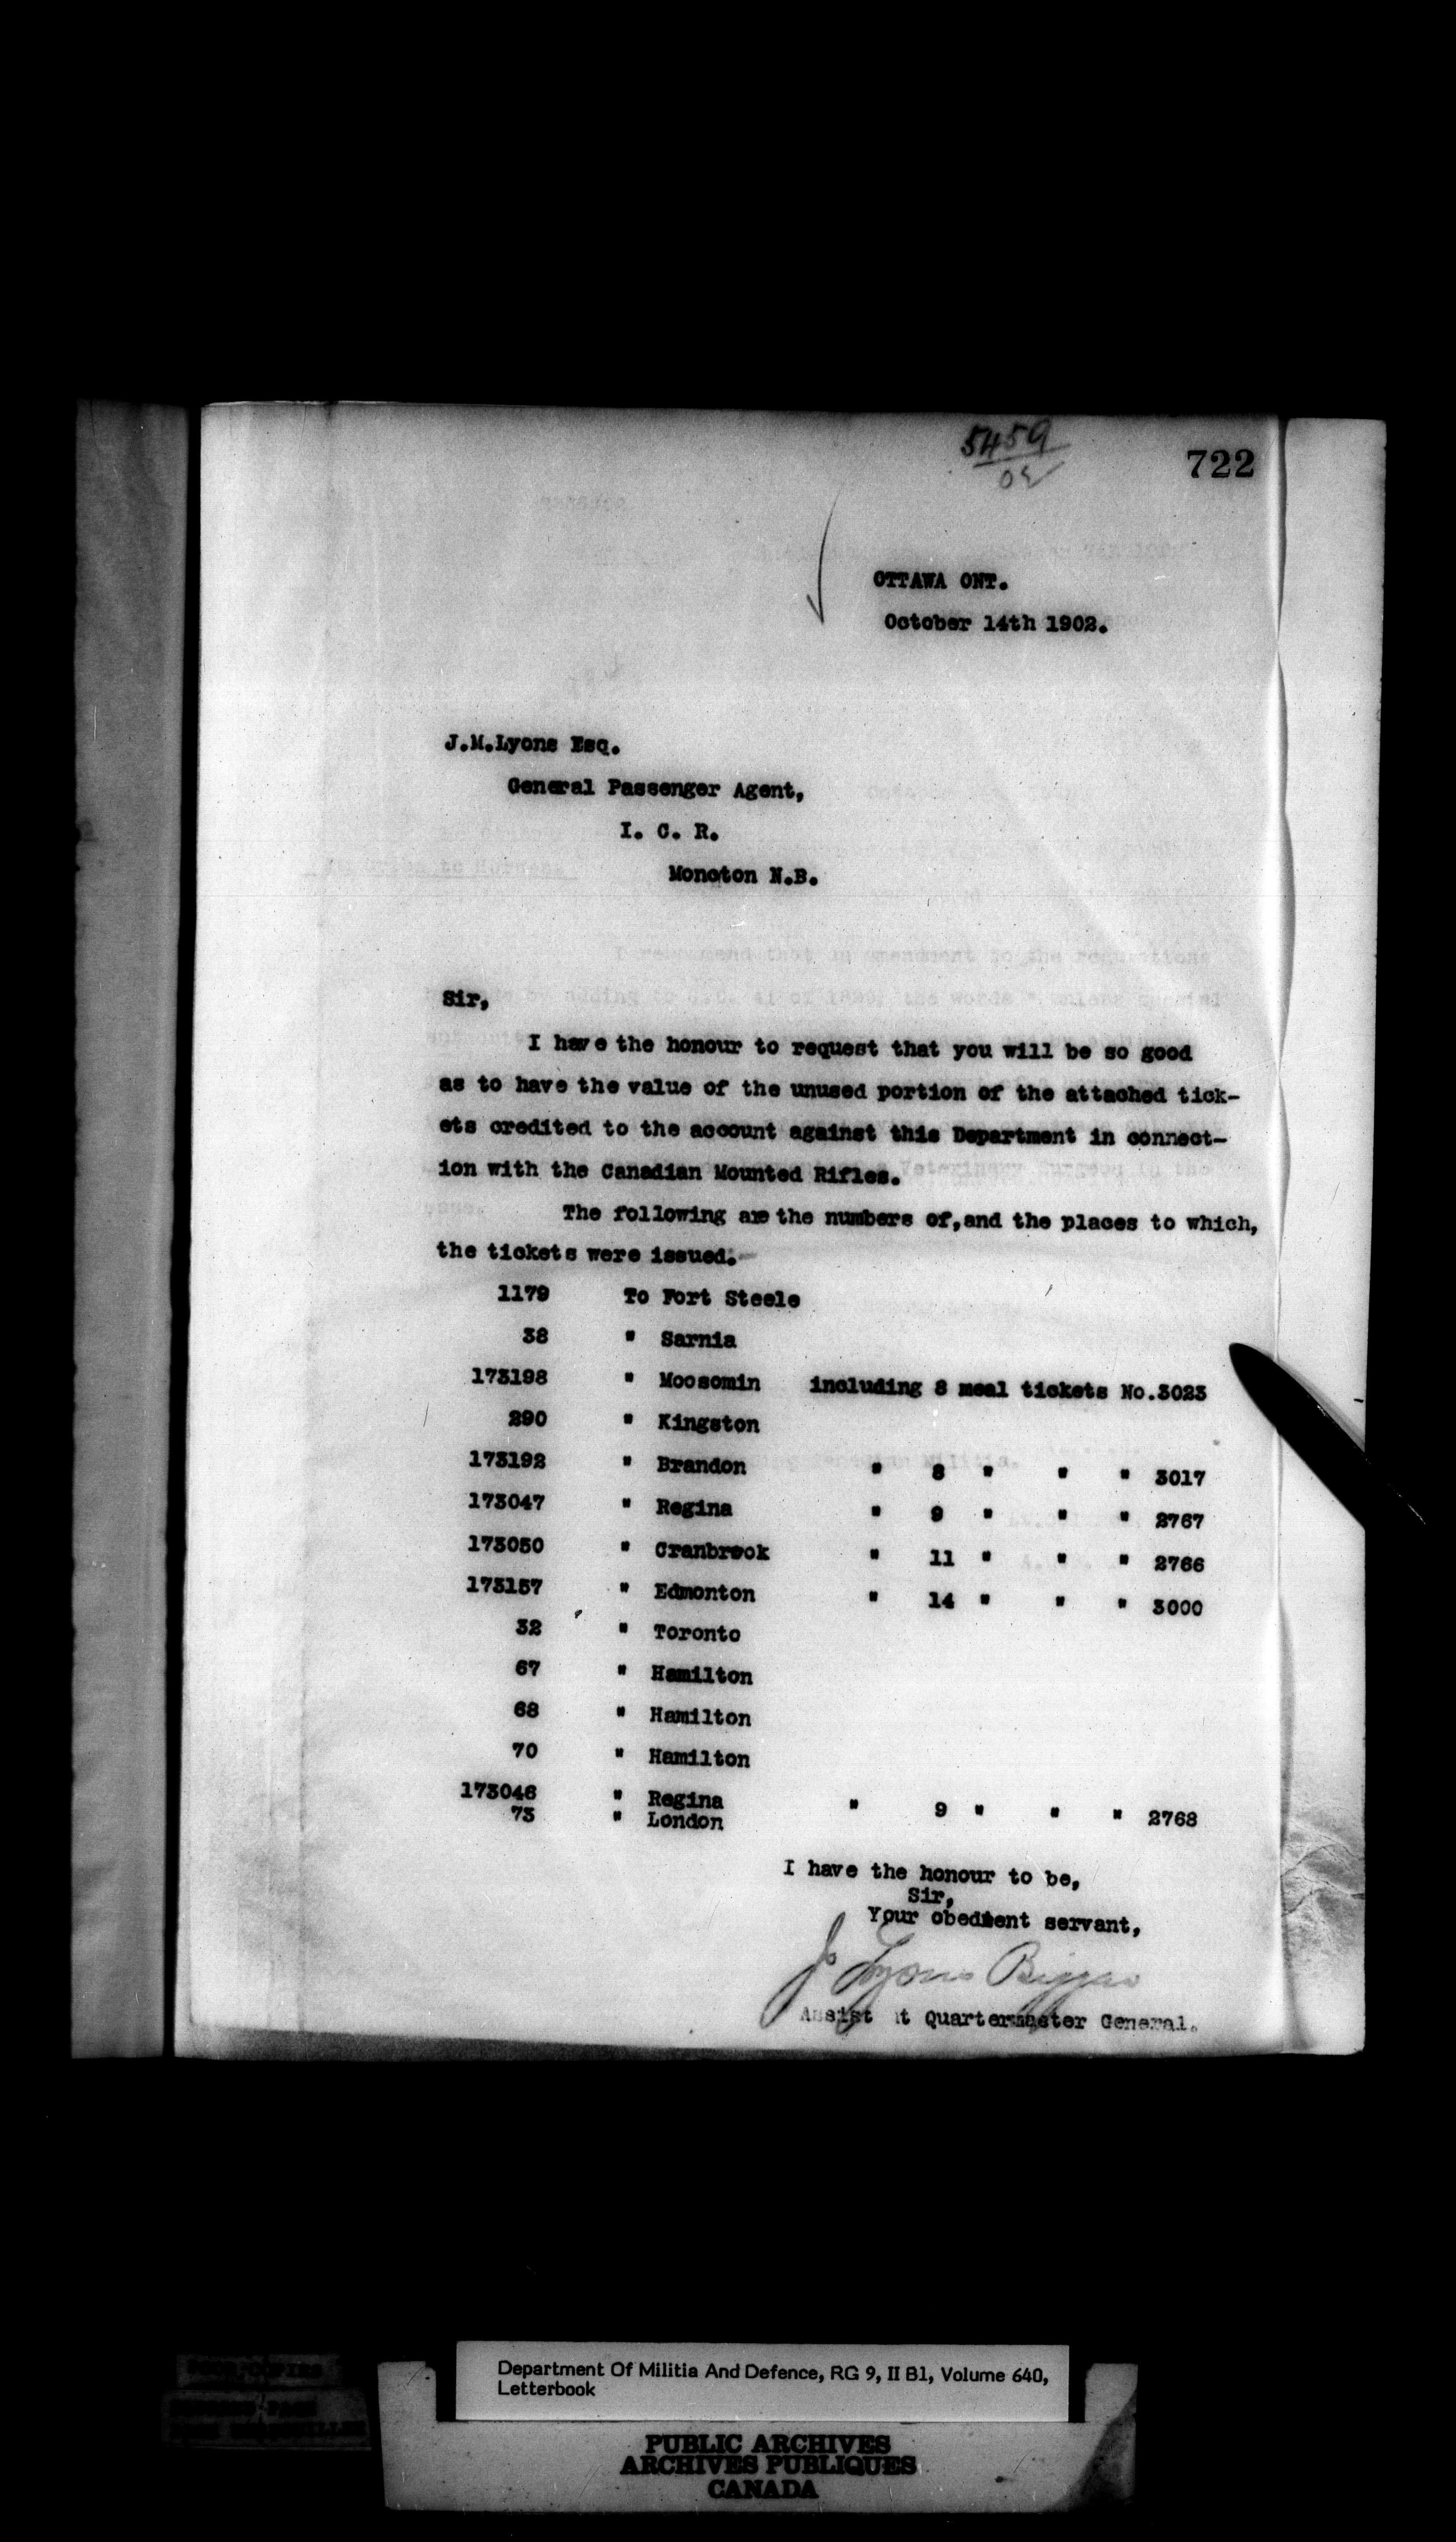 5459
02
722
OTTAWA ONT.
October 14th 1902.
J.M.Lyons Esq.
General Passenger Agent,
I. C. R.
Moncton N.B.
Sir,
I have the honour to request that you will be so good
as to have the value of the unused portion of the attached tick-
ets credited to the account against this Department in connect-
ion with the Canadian Mounted Rifles.
The following are the numbers of,and the places to which,
the tickets were issued.-
1179 To Fort Steele
38 " Sarnia
173198 " Moosomin including 8 meal tickets No.3023
290 " Kingston
173192 " Brandon " 8 " " " 3017
173047 " Regina " 9 " " " 2767
173050 " Cranbrook " 11 " " " 2766
173157 " Edmonton " 14 " " " 3000
32 " Toronto
67 " Hamilton
68 " Hamilton
70 " Hamilton
173046 " Regina " 9 " " " 2768
73 " London
I have the honour to be,
Sir,
Your obedient servant,
J Lyons Biggar
Assist t Quartermaster General.
Department Of Militia And Defence, RG 9, II B1, Volume 640,
Letterbook
PUBLIC ARCHIVES
ARCHIVES PUBLIQUES
CANADA